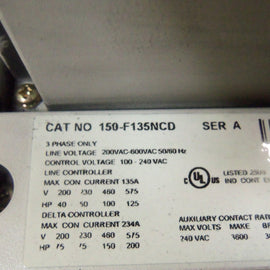 CAT NO 150-F135NCD SER A
3 PHASE ONLY
LINE VOLTAGE 200VAC-600VAC 50/60 Hz
CONTROL VOLTAGE 100 - 240 VAC
LINE CONTROLLER
MAX CON CURRENT 135A
V 200 230 460 575
HP 40 50 100 125
DELTA CONTROLLER
MAX CON CURRENT 234A
V 200 230 460 575
HP 75 75 150 200
C UL US LISTED
IND CONT
AUXILIARY CONTACT
MAX VOLTS MAKE
240 VAC